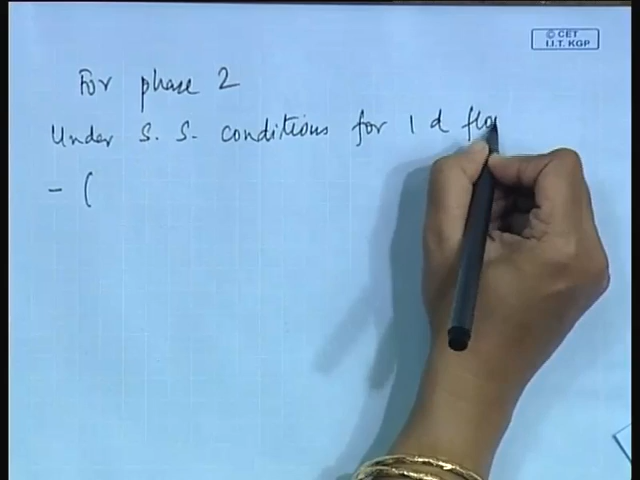 © CET
I.I.T. KGP
For phase 2
Under S. S. conditions for 1 d flo
- (